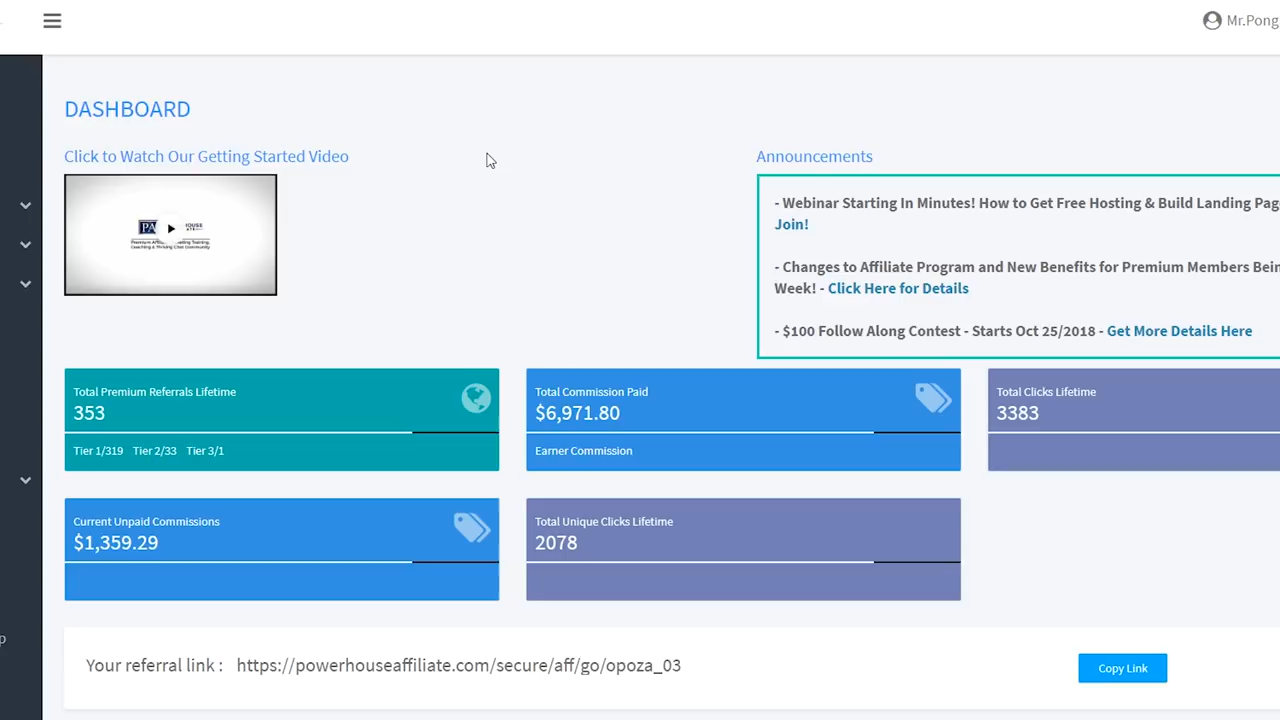 Mr.Pong
DASHBOARD
Click to Watch Our Getting Started Video
Announcements
- Webinar Starting In Minutes! How to Get Free Hosting & Build Landing
Join!
- Changes to Affiliate Program and New Benefits for Premium Members
Week! - Click Here for Details
- $100 Follow Along Contest - Starts Oct 25/2018 - Get More Details Here
PA
Total Premium Referrals Lifetime
353
Tier 1/319 Tier 2/33 Tier 3/1
Total Commission Paid
$6,971.80
Earner Commission
Total Clicks Lifetime
3383
Current Unpaid Commissions
$1,359.29
Total Unique Clicks Lifetime
2078
Your referral link : https://powerhouseaffiliate.com/secure/aff/go/opoza_03
Copy Link